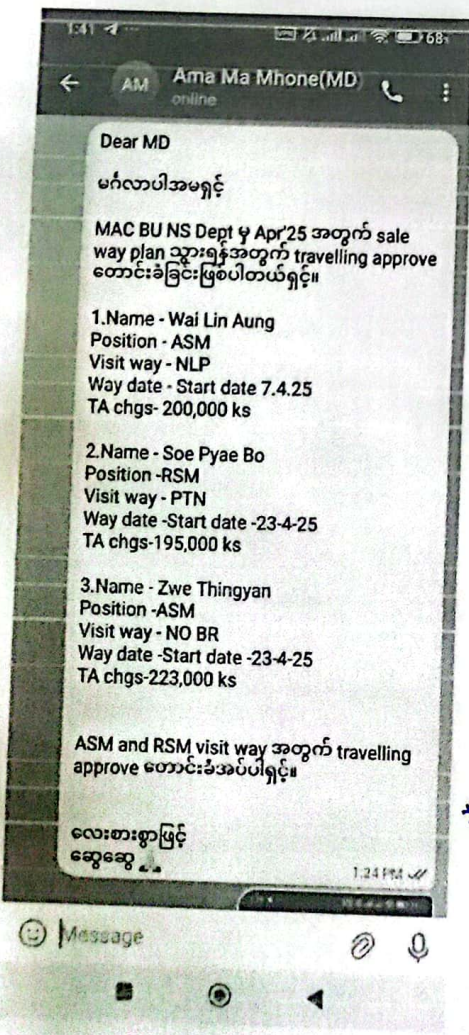 1:41
68%
AM
Ama Ma Mhone(MD)
online
Dear MD
မင်္ဂလာပါအမရှင့်
MAC BU NS Dept မှ Apr'25 အတွက် sale
way plan သွားရန်အတွက် travelling approve
တောင်းခံခြင်းဖြစ်ပါတယ်ရှင့်။
1.Name - Wai Lin Aung
Position - ASM
Visit way - NLP
Way date - Start date 7.4.25
TA chgs- 200,000 ks
2.Name - Soe Pyae Bo
Position -RSM
Visit way - PTN
Way date -Start date -23-4-25
TA chgs-195,000 ks
3.Name - Zwe Thingyan
Position -ASM
Visit way - NO BR
Way date -Start date -23-4-25
TA chgs-223,000 ks
ASM and RSM visit way အတွက် travelling
approve တောင်းခံအပ်ပါရှင့်။
လေးစားစွာဖြင့်
ဆွေဆွေ
1:24 PM
Message